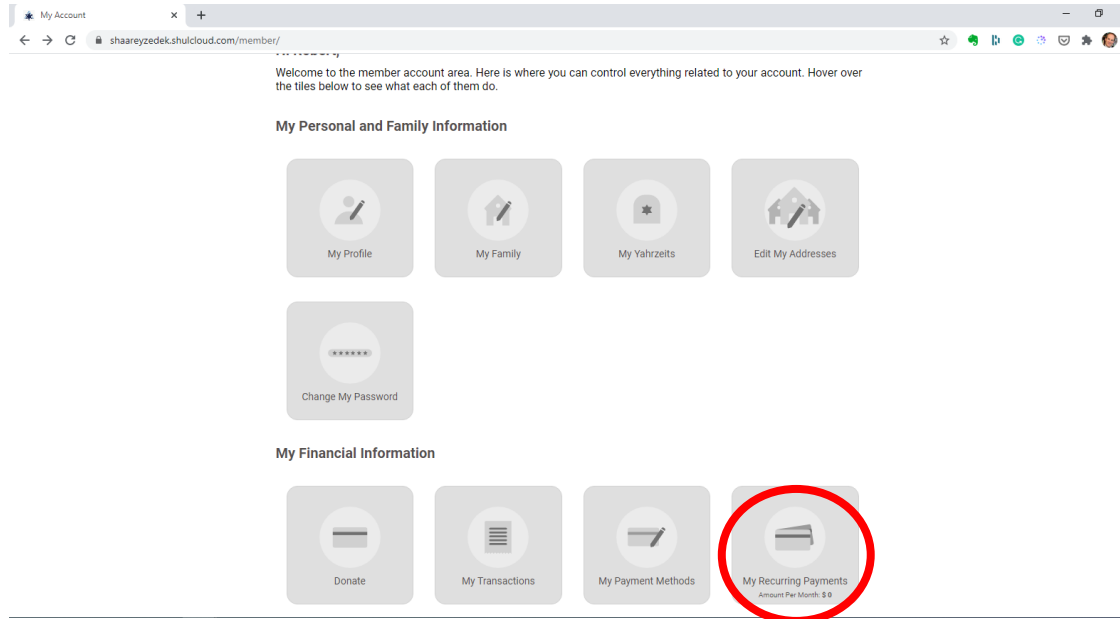 My Account
shaareyzedek.shulcloud.com/member/
Welcome to the member account area. Here is where you can control everything related to your account. Hover over
the tiles below to see what each of them do.
My Personal and Family Information
My Profile
My Family
My Yahrzeits
Edit My Addresses
Change My Password
My Financial Information
Donate
My Transactions
My Payment Methods
My Recurring Payments
Amount Per Month: $ 0